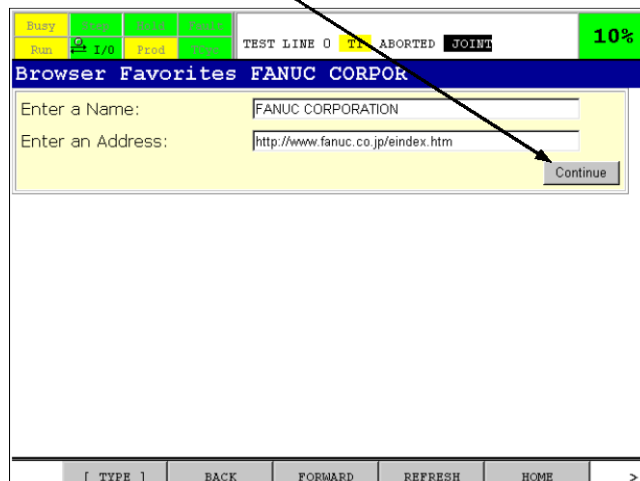 Busy Step Hold Fault
Run I/O Prod TCyc
TEST LINE 0 T1 ABORTED JOINT
10%
Browser Favorites FANUC CORPOR
Enter a Name: FANUC CORPORATION
Enter an Address: http://www.fanuc.co.jp/eindex.htm
Continue
[ TYPE ] BACK FORWARD REFRESH HOME >